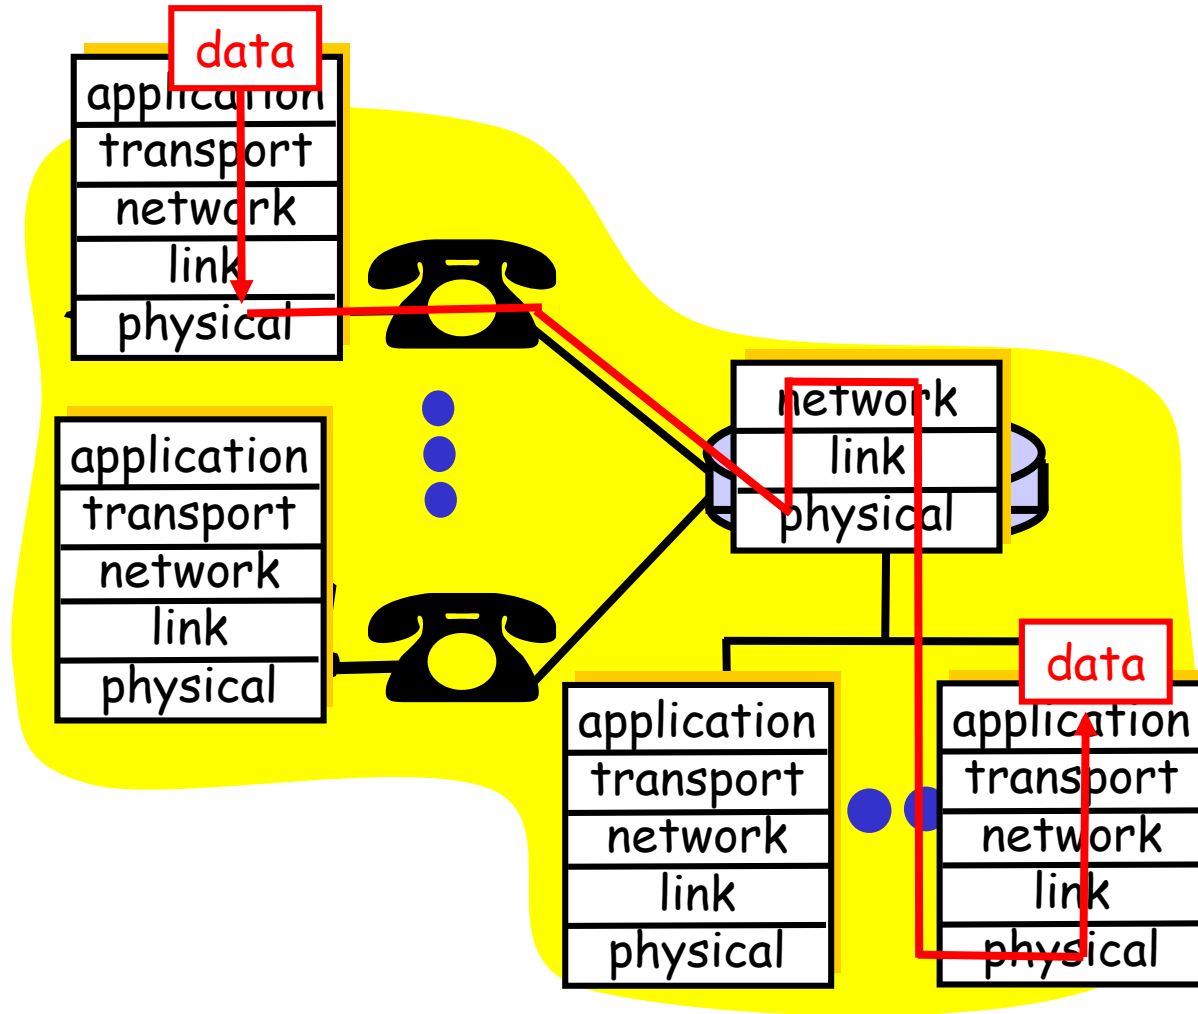 data
application
transport
network
link
physical
application
transport
network
link
physical
network
link
physical
application
transport
network
link
physical
data
application
transport
network
link
physical